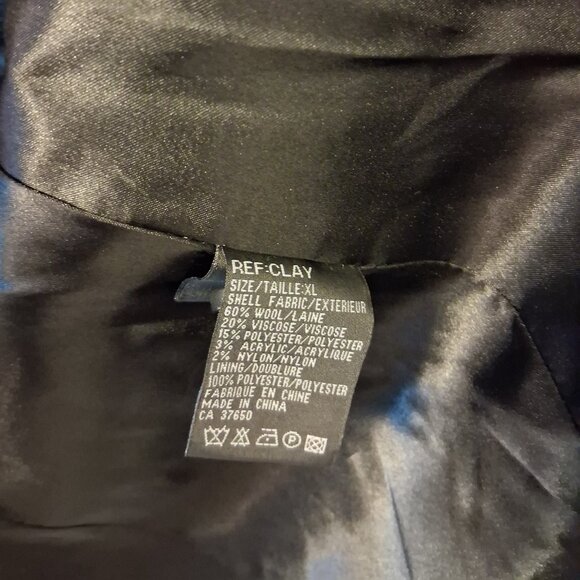 REF:CLAY
SIZE/TAILLE:XL
SHELL FABRIC/EXTERIEUR
60% WOOL/LAINE
20% VISCOSE/VISCOSE
15% POLYESTER/POLYESTER
3% ACRYLIC/ACRYLIQUE
2% NYLON/NYLON
LINING/DOUBLURE
100% POLYESTER/POLYESTER
FABRIQUE EN CHINE
MADE IN CHINA
CA 37650
P